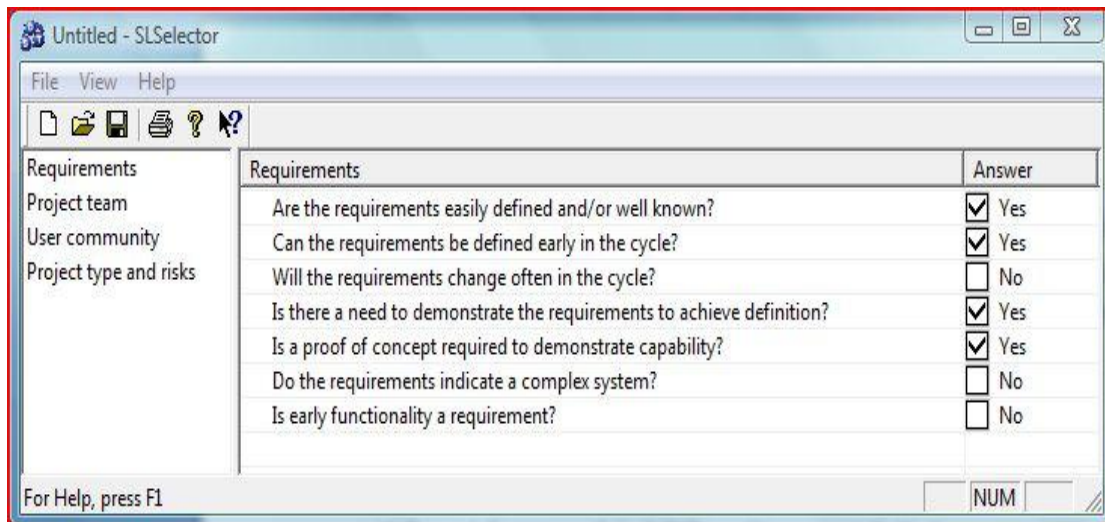 Untitled - SLSelector
File View Help
Requirements
Project team
User community
Project type and risks
Requirements Answer
Are the requirements easily defined and/or well known? Yes
Can the requirements be defined early in the cycle? Yes
Will the requirements change often in the cycle? No
Is there a need to demonstrate the requirements to achieve definition? Yes
Is a proof of concept required to demonstrate capability? Yes
Do the requirements indicate a complex system? No
Is early functionality a requirement? No
For Help, press F1 NUM